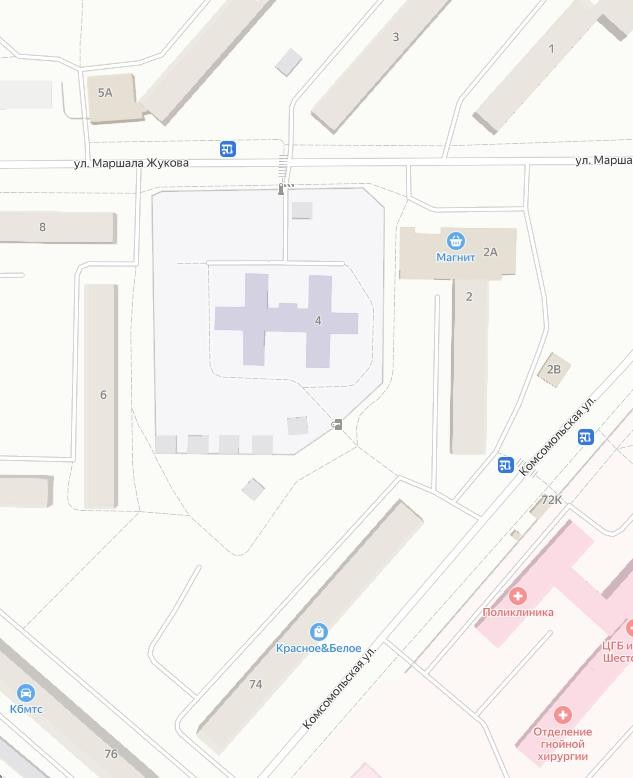 3
1
5А
ул. Маршала Жукова
ул. Марша
8
Магнит
2А
2
4
2В
6
Комсомольская ул.
72К
Поликлиника
ЦГБ и
Шест
Красное&Белое
74
Комсомольская ул.
Кбмтс
76
Отделение
гнойной
хирургии